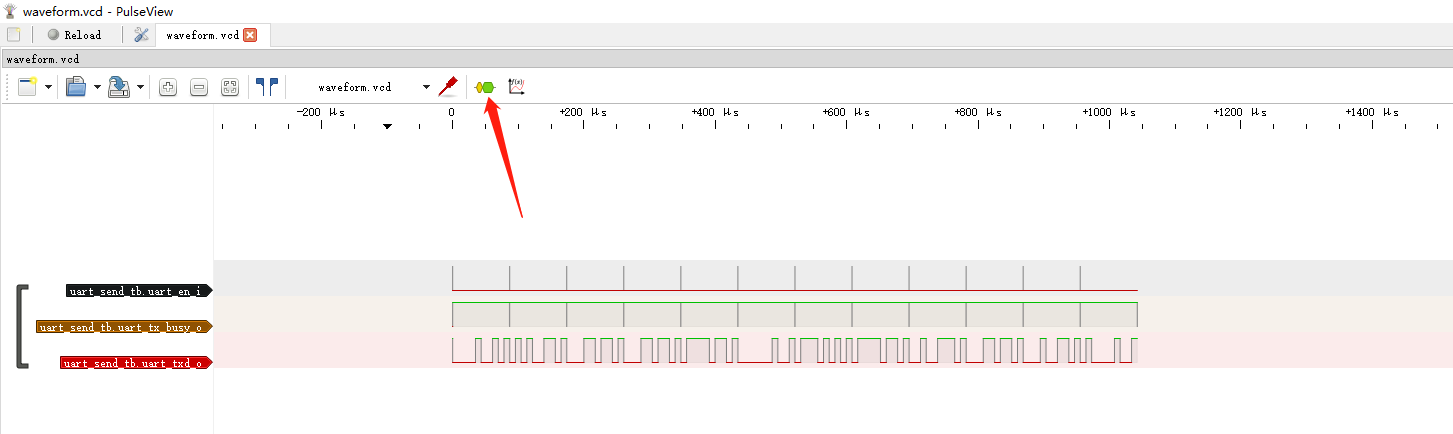 waveform.vcd - PulseView
Reload
waveform.vcd
waveform.vcd
waveform.vcd
f(x)
-200 μs 0 +200 μs +400 μs +600 μs +800 μs +1000 μs +1200 μs +1400 μs
uart_send_tb.uart_en_i
uart_send_tb.uart_tx_busy_o
uart_send_tb.uart_txd_o